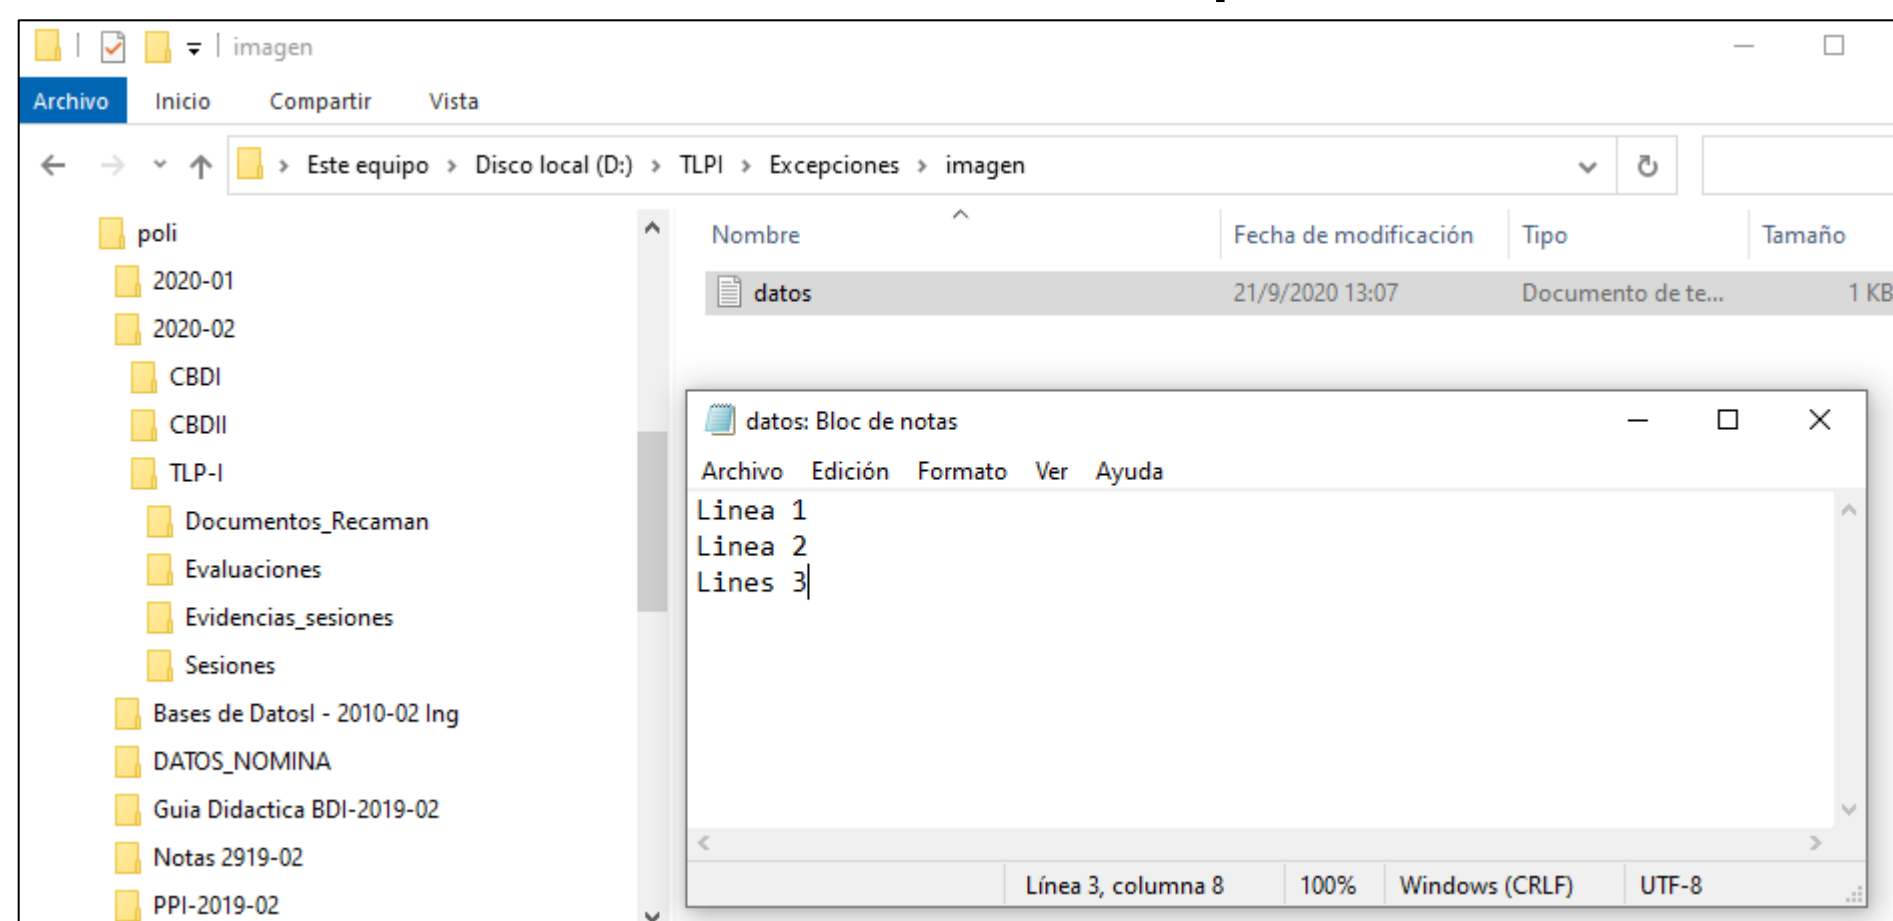 imagen
Archivo Inicio Compartir Vista
Este equipo > Disco local (D:) > TLPI > Excepciones > imagen
poli
2020-01
2020-02
CBDI
CBDII
TLP-I
Documentos_Recaman
Evaluaciones
Evidencias_sesiones
Sesiones
Bases de DatosI - 2010-02 Ing
DATOS_NOMINA
Guia Didactica BDI-2019-02
Notas 2919-02
PPI-2019-02
Nombre Fecha de modificación Tipo Tamaño
datos 21/9/2020 13:07 Documento de te... 1 KB
datos: Bloc de notas
Archivo Edición Formato Ver Ayuda
Linea 1
Linea 2
Lines 3
Línea 3, columna 8 100% Windows (CRLF) UTF-8